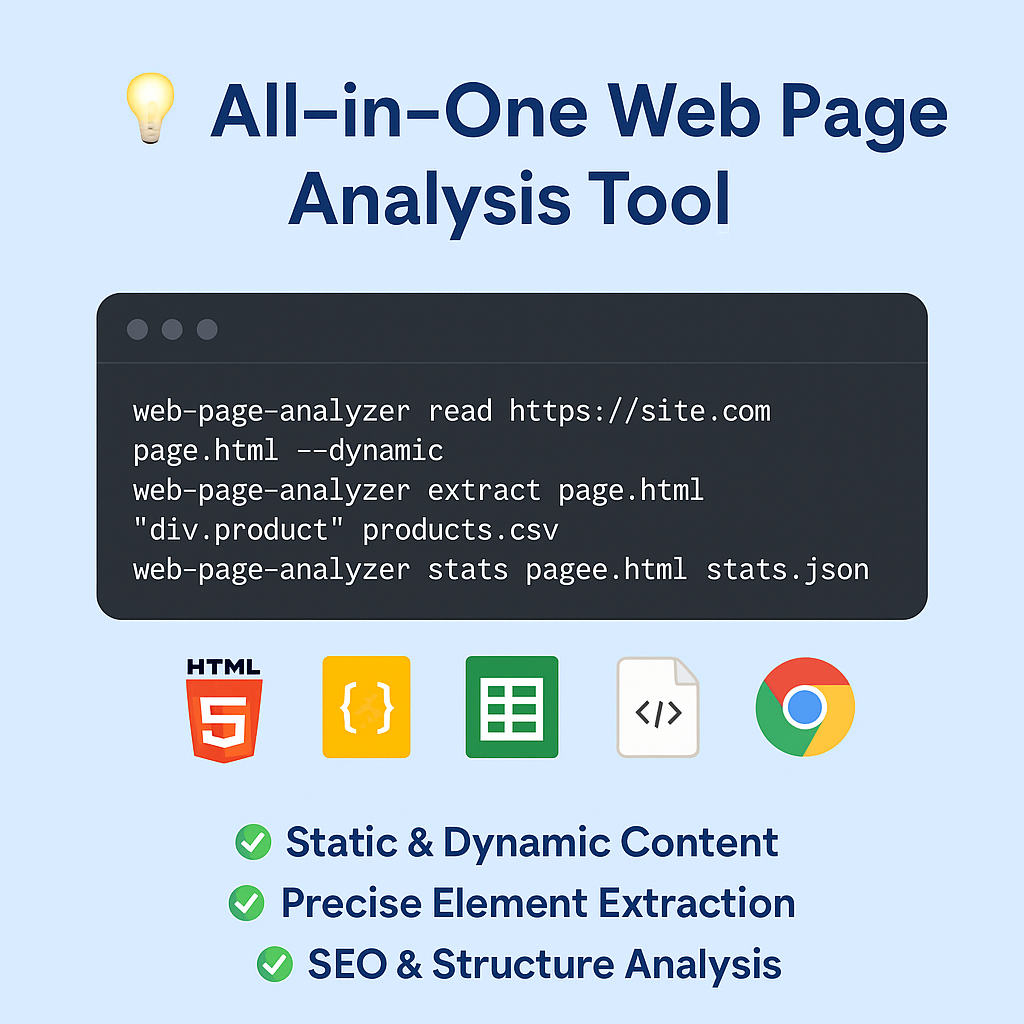 All-in-One Web Page
Analysis Tool
web-page-analyzer read https://site.com
page.html --dynamic
web-page-analyzer extract page.html
"div.product" products.csv
web-page-analyzer stats pagee.html stats.json
HTML
5
{}
</>
Static & Dynamic Content
Precise Element Extraction
SEO & Structure Analysis